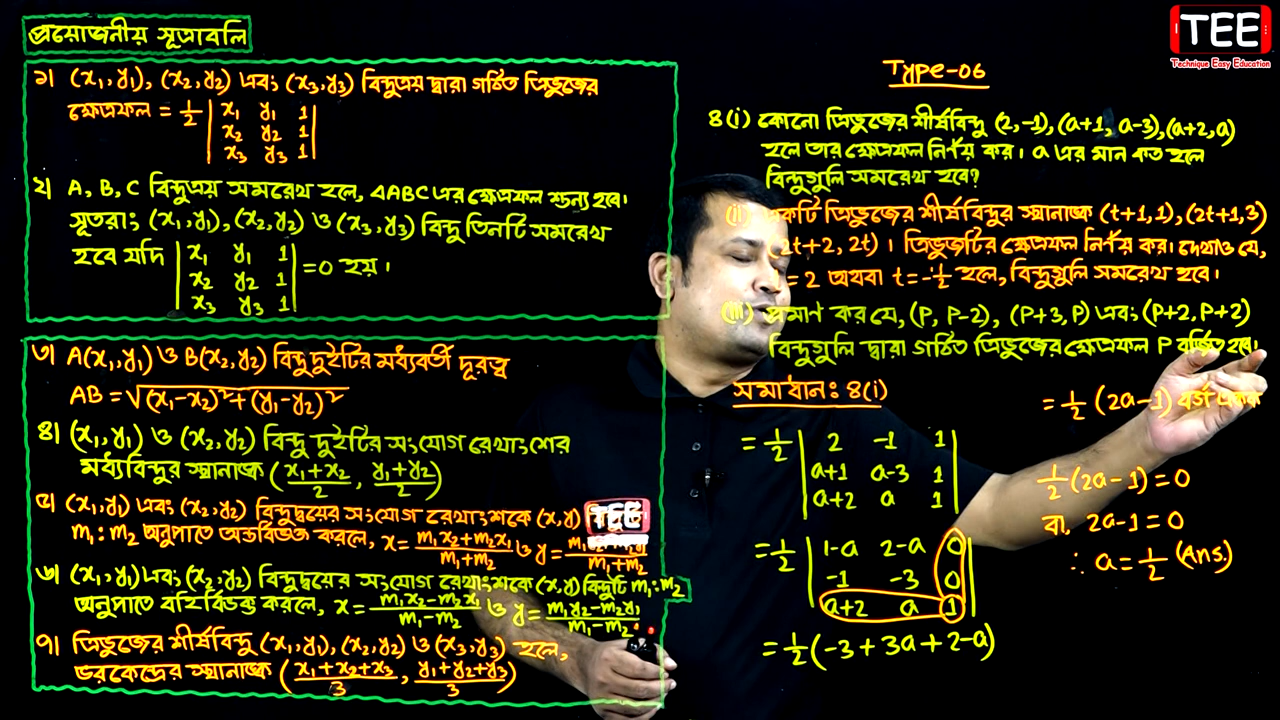 প্রয়োজনীয় সূত্রাবলি
১। (x₁, y₁), (x₂, y₂) এবং (x₃, y₃) বিন্দুত্রয় দ্বারা গঠিত ত্রিভুজের
ক্ষেত্রফল = 1/2 | x₁ y₁ 1
x₂ y₂ 1
x₃ y₃ 1 |
২। A, B, C বিন্দুত্রয় সমরেখ হলে, ΔABC এর ক্ষেত্রফল শূন্য হবে।
সুতরাং (x₁, y₁), (x₂, y₂) ও (x₃, y₃) বিন্দু তিনটি সমরেখ
হবে যদি | x₁ y₁ 1
x₂ y₂ 1
x₃ y₃ 1 | = 0 হয়।
৩। A(x₁, y₁) ও B(x₂, y₂) বিন্দু দুইটির মধ্যবর্তী দূরত্ব
AB = √(x₁-x₂)²+(y₁-y₂)²
৪। (x₁, y₁) ও (x₂, y₂) বিন্দু দুইটির সংযোগ রেখাংশের
মধ্যবিন্দুর স্থানাঙ্ক (x₁+x₂/2, y₁+y₂/2)
৫। (x₁, y₁) এবং (x₂, y₂) বিন্দুদ্বয়ের সংযোগ রেখাংশকে (x, y)
m₁ : m₂ অনুপাতে অন্তর্বিভক্ত করলে, x = m₁x₂+m₂x₁/m₁+m₂ ও y = m₁+m₂
৬। (x₁, y₁) এবং (x₂, y₂) বিন্দুদ্বয়ের সংযোগ রেখাংশকে (x, y) বিন্দুটি m₁:m₂
অনুপাতে বহির্বিভক্ত করলে, x = m₁x₂-m₂x₁/m₁-m₂ ও y = m₁y₂-m₂y₁/m₁-m₂
৭। ত্রিভুজের শীর্ষবিন্দু (x₁, y₁), (x₂, y₂) ও (x₃, y₃) হলে,
ভরকেন্দ্রের স্থানাঙ্ক (x₁+x₂+x₃/3, y₁+y₂+y₃/3)
TEE
TEE
Technique Easy Education
Type-06
৪(i) কোনো ত্রিভুজের শীর্ষবিন্দু (2, -1), (a+1, a-3), (a+2, a)
হলে তার ক্ষেত্রফল নির্ণয় কর। a এর মান কত হলে
বিন্দুগুলি সমরেখ হবে?
(ii) একটি ত্রিভুজের শীর্ষবিন্দুর স্থানাঙ্ক (t+1, 1), (2t+1, 3)
2t+2, 2t)। ত্রিভুজটির ক্ষেত্রফল নির্ণয় কর। দেখাও যে,
= 2 অথবা t = -1/2 হলে, বিন্দুগুলি সমরেখ হবে।
(iii) প্রমাণ কর যে, (P, P-2), (P+3, P) এবং (P+2, P+2)
বিন্দুগুলি দ্বারা গঠিত ত্রিভুজের ক্ষেত্রফল P বর্জিত হবে।
সমাধান: ৪(i)
= 1/2 | 2 -1 1
a+1 a-3 1
a+2 a 1 |
= 1/2 | 1-a 2-a 0
-1 -3 0
a+2 a 1 |
= 1/2 (-3 + 3a + 2 - a)
= 1/2 (2a-1) বর্গ একক
1/2 (2a-1) = 0
বা, 2a-1 = 0
∴ a = 1/2 (Ans.)